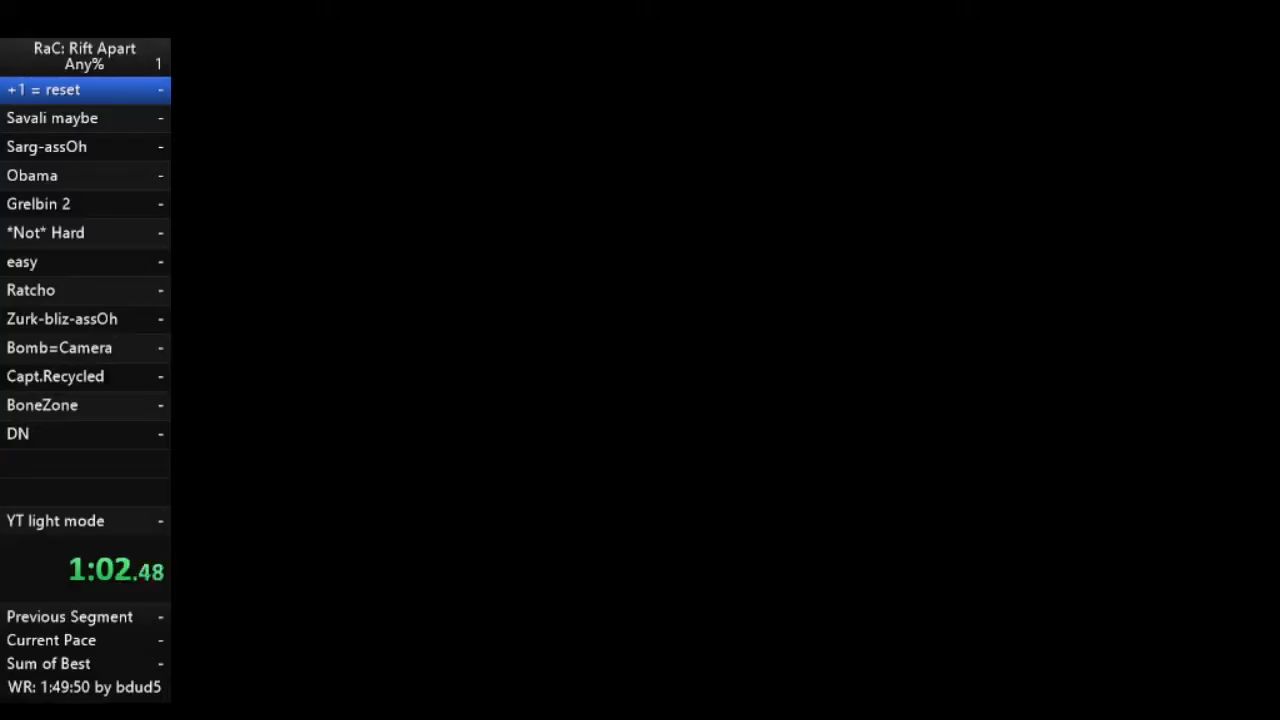 RaC: Rift Apart
Any% 1
+1 = reset -
Savali maybe -
Sarg-assOh -
Obama -
Grelbin 2 -
*Not* Hard -
easy -
Ratcho -
Zurk-bliz-assOh -
Bomb=Camera -
Capt.Recycled -
BoneZone -
DN -
YT light mode -
1:02.48
Previous Segment -
Current Pace -
Sum of Best -
WR: 1:49:50 by bdud5